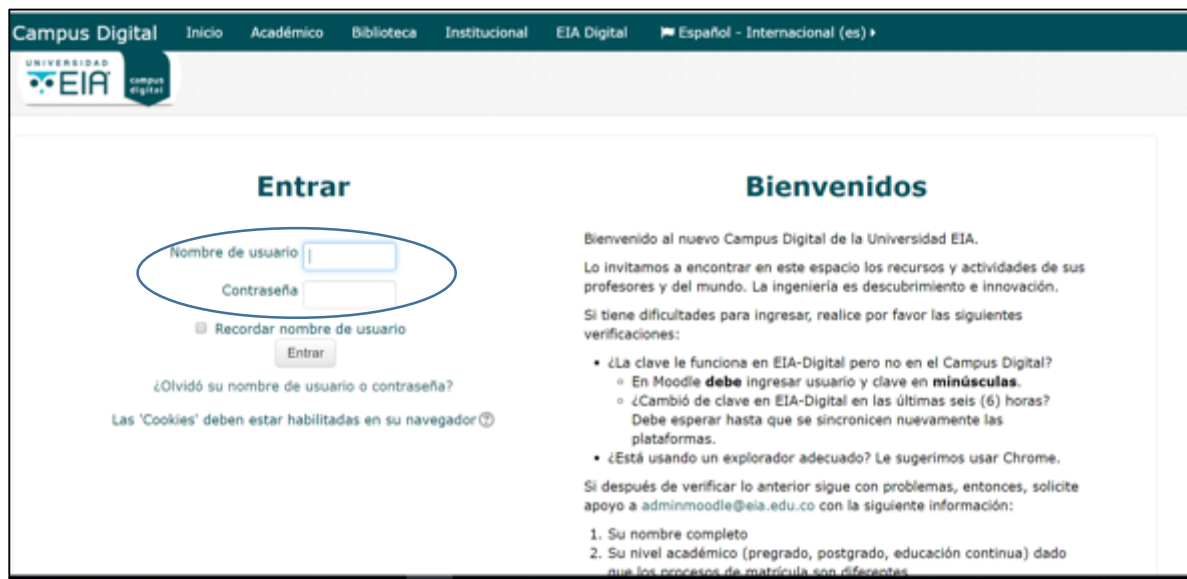 Campus Digital Inicio Académico Biblioteca Institucional EIA Digital Español - Internacional (es)
UNIVERSIDAD
EIA campus
digital
Entrar
Nombre de usuario
Contraseña
Recordar nombre de usuario
Entrar
¿Olvidó su nombre de usuario o contraseña?
Las 'Cookies' deben estar habilitadas en su navegador
Bienvenidos
Bienvenido al nuevo Campus Digital de la Universidad EIA.
Lo invitamos a encontrar en este espacio los recursos y actividades de sus
profesores y del mundo. La ingeniería es descubrimiento e innovación.
Si tiene dificultades para ingresar, realice por favor las siguientes
verificaciones:
• ¿La clave le funciona en EIA-Digital pero no en el Campus Digital?
◦ En Moodle debe ingresar usuario y clave en minúsculas.
◦ ¿Cambió de clave en EIA-Digital en las últimas seis (6) horas?
Debe esperar hasta que se sincronicen nuevamente las
plataformas.
• ¿Está usando un explorador adecuado? Le sugerimos usar Chrome.
Si después de verificar lo anterior sigue con problemas, entonces, solicite
apoyo a adminmoodle@eia.edu.co con la siguiente información:
1. Su nombre completo
2. Su nivel académico (pregrado, postgrado, educación continua) dado
que los procesos de matrícula son diferentes